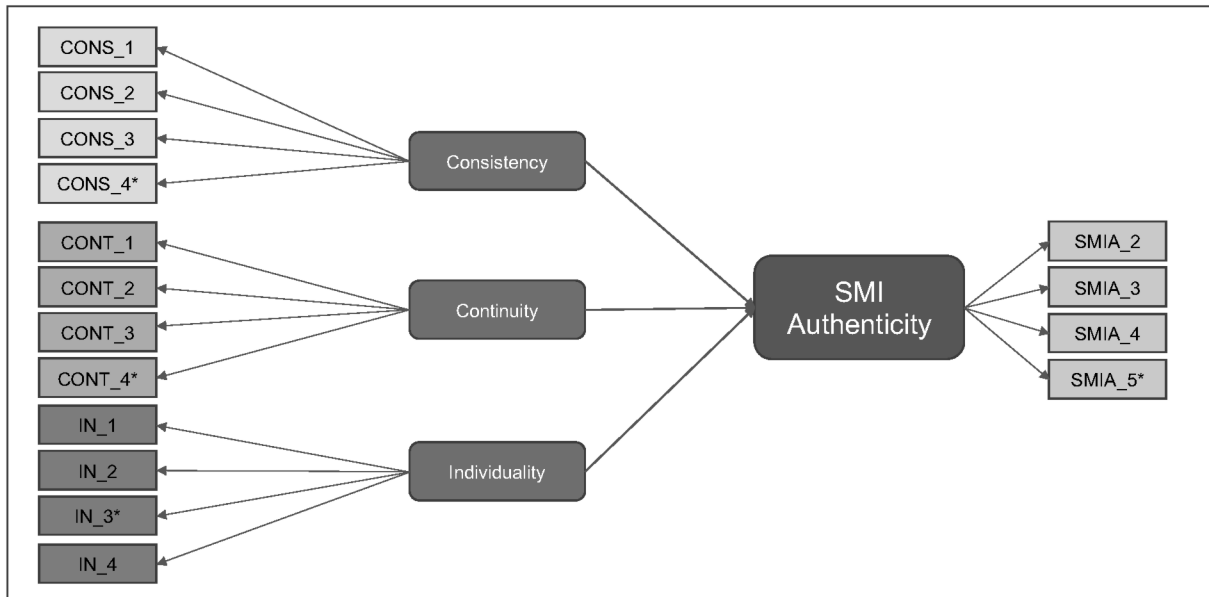 CONS_1
CONS_2
CONS_3
CONS_4*
CONT_1
CONT_2
CONT_3
CONT_4*
IN_1
IN_2
IN_3*
IN_4
Consistency
Continuity
Individuality
SMI
Authenticity
SMIA_2
SMIA_3
SMIA_4
SMIA_5*